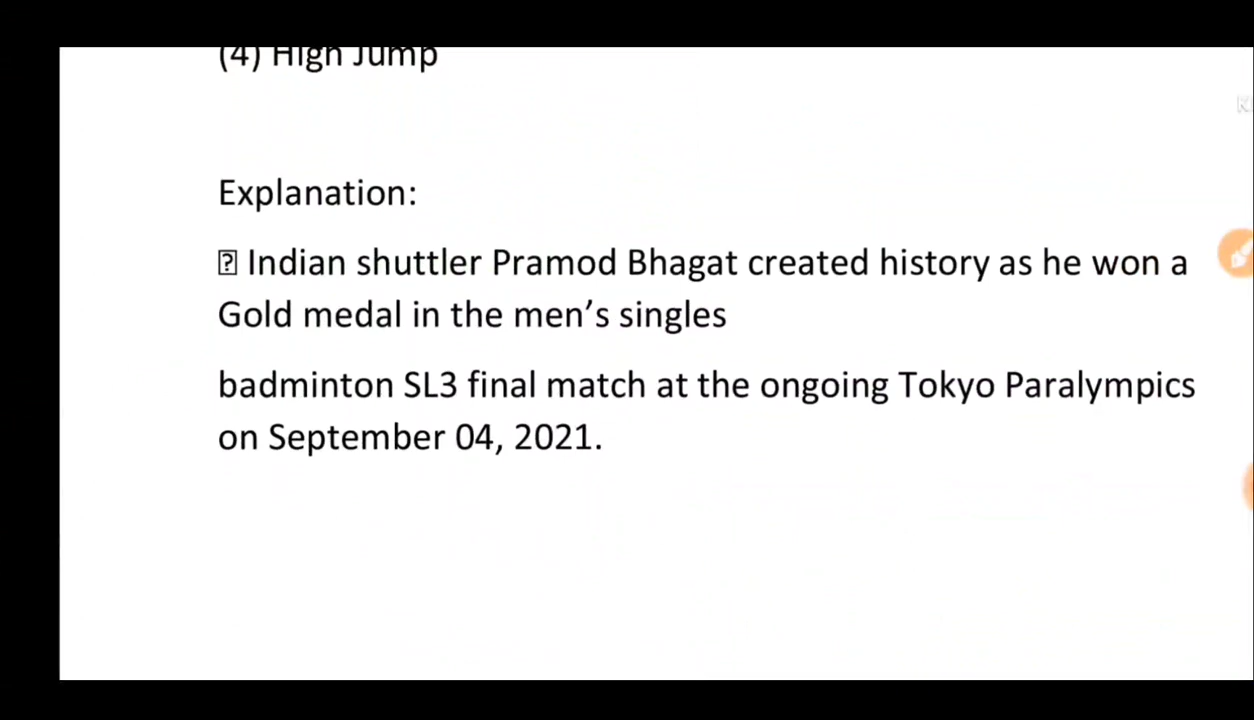 (4) High Jump
Explanation:
⍰ Indian shuttler Pramod Bhagat created history as he won a
Gold medal in the men’s singles
badminton SL3 final match at the ongoing Tokyo Paralympics
on September 04, 2021.